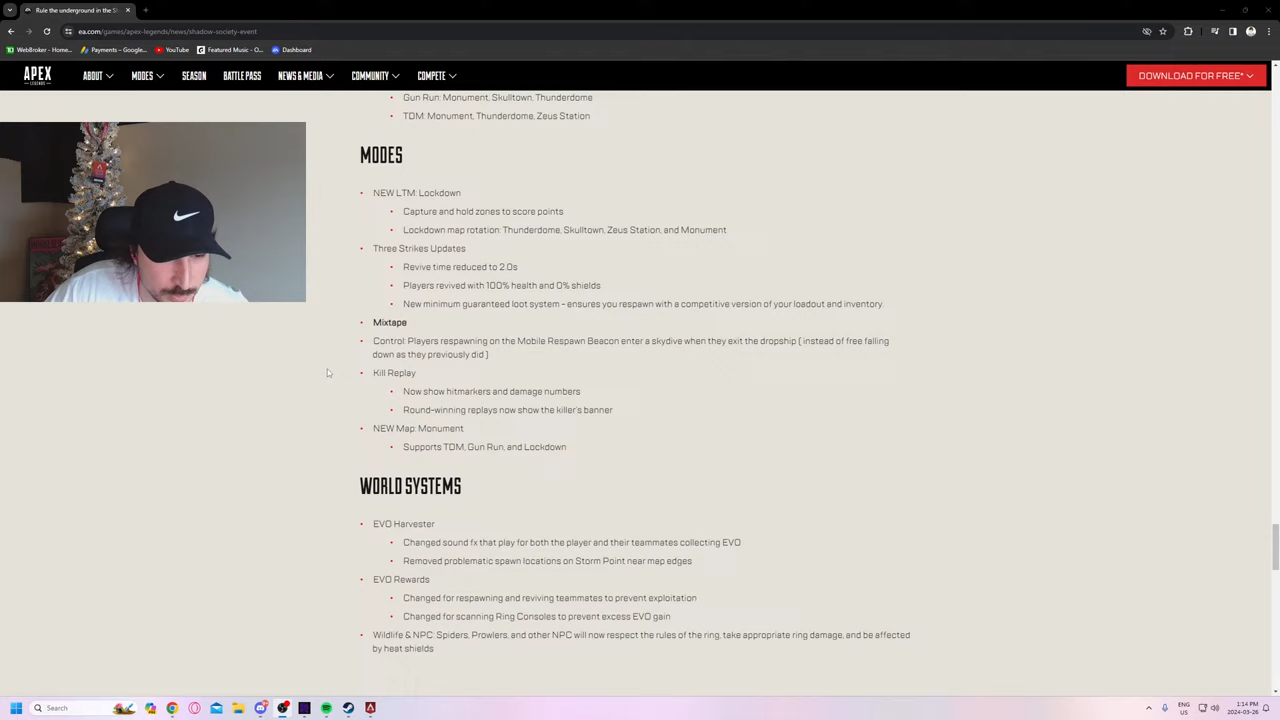 Rule the underground in the S
ea.com/games/apex-legends/news/shadow-society-event
WebBroker - Home...
Payments – Google...
YouTube
Featured Music - O...
Dashboard
APEX
LEGENDS
ABOUT
MODES
SEASON
BATTLE PASS
NEWS & MEDIA
COMMUNITY
COMPETE
DOWNLOAD FOR FREE*
Gun Run: Monument, Skulltown, Thunderdome
TDM: Monument, Thunderdome, Zeus Station
MODES
NEW LTM: Lockdown
Capture and hold zones to score points
Lockdown map rotation: Thunderdome, Skulltown, Zeus Station, and Monument
Three Strikes Updates
Revive time reduced to 2.0s
Players revived with 100% health and 0% shields
New minimum guaranteed loot system - ensures you respawn with a competitive version of your loadout and inventory.
Mixtape
Control: Players respawning on the Mobile Respawn Beacon enter a skydive when they exit the dropship ( instead of free falling
down as they previously did )
Kill Replay
Now show hitmarkers and damage numbers
Round-winning replays now show the killer's banner
NEW Map: Monument
Supports TDM, Gun Run, and Lockdown
WORLD SYSTEMS
EVO Harvester
Changed sound fx that play for both the player and their teammates collecting EVO
Removed problematic spawn locations on Storm Point near map edges
EVO Rewards
Changed for respawning and reviving teammates to prevent exploitation
Changed for scanning Ring Consoles to prevent excess EVO gain
Wildlife & NPC: Spiders, Prowlers, and other NPC will now respect the rules of the ring, take appropriate ring damage, and be affected
by heat shields
Search
ENG
US
1:14 PM
2024-03-26